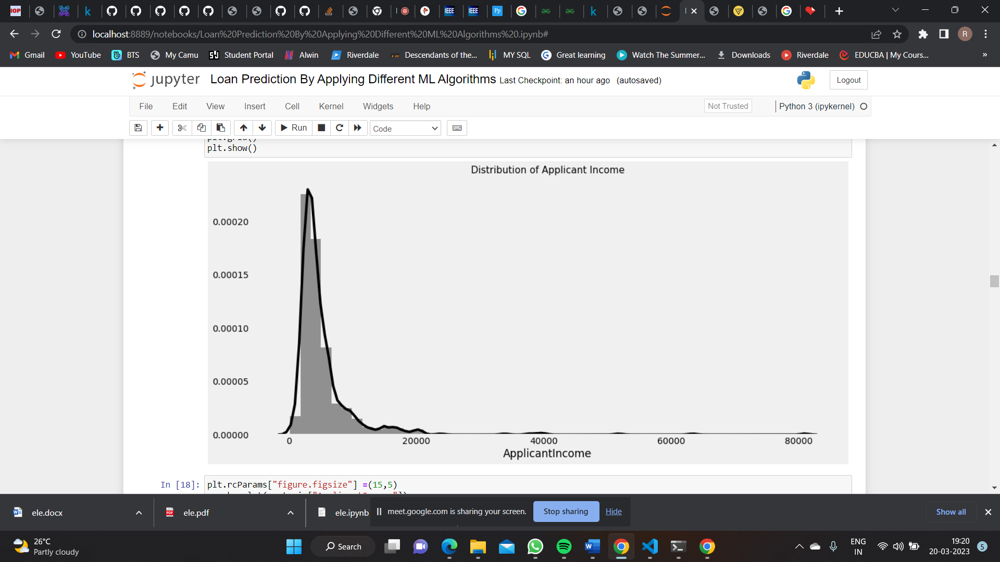 IOP k IEEE IEEE Pp k
localhost:8889/notebooks/Loan%20Prediction%20By%20Applying%20Different%20ML%20Algorithms%20.ipynb# R
Gmail YouTube BTS My Camu Student Portal Alwin Riverdale Descendants of the... MY SQL Great learning Watch The Summer... Downloads Riverdale EDUCBA | My Cours... »
jupyter Loan Prediction By Applying Different ML Algorithms Last Checkpoint: an hour ago (autosaved) Logout
File Edit View Insert Cell Kernel Widgets Help Not Trusted Python 3 (ipykernel)
Run Code
plt.grid()
plt.show()
Distribution of Applicant Income
0.00020
0.00015
0.00010
0.00005
0.00000
0 20000 40000 60000 80000
ApplicantIncome
In [18]: plt.rcParams["figure.figsize"] =(15,5)
ele.docx ele.pdf ele.ipynb meet.google.com is sharing your screen. Stop sharing Hide Show all
26°C
Partly cloudy
Search
ENG
IN
19:20
20-03-2023
5